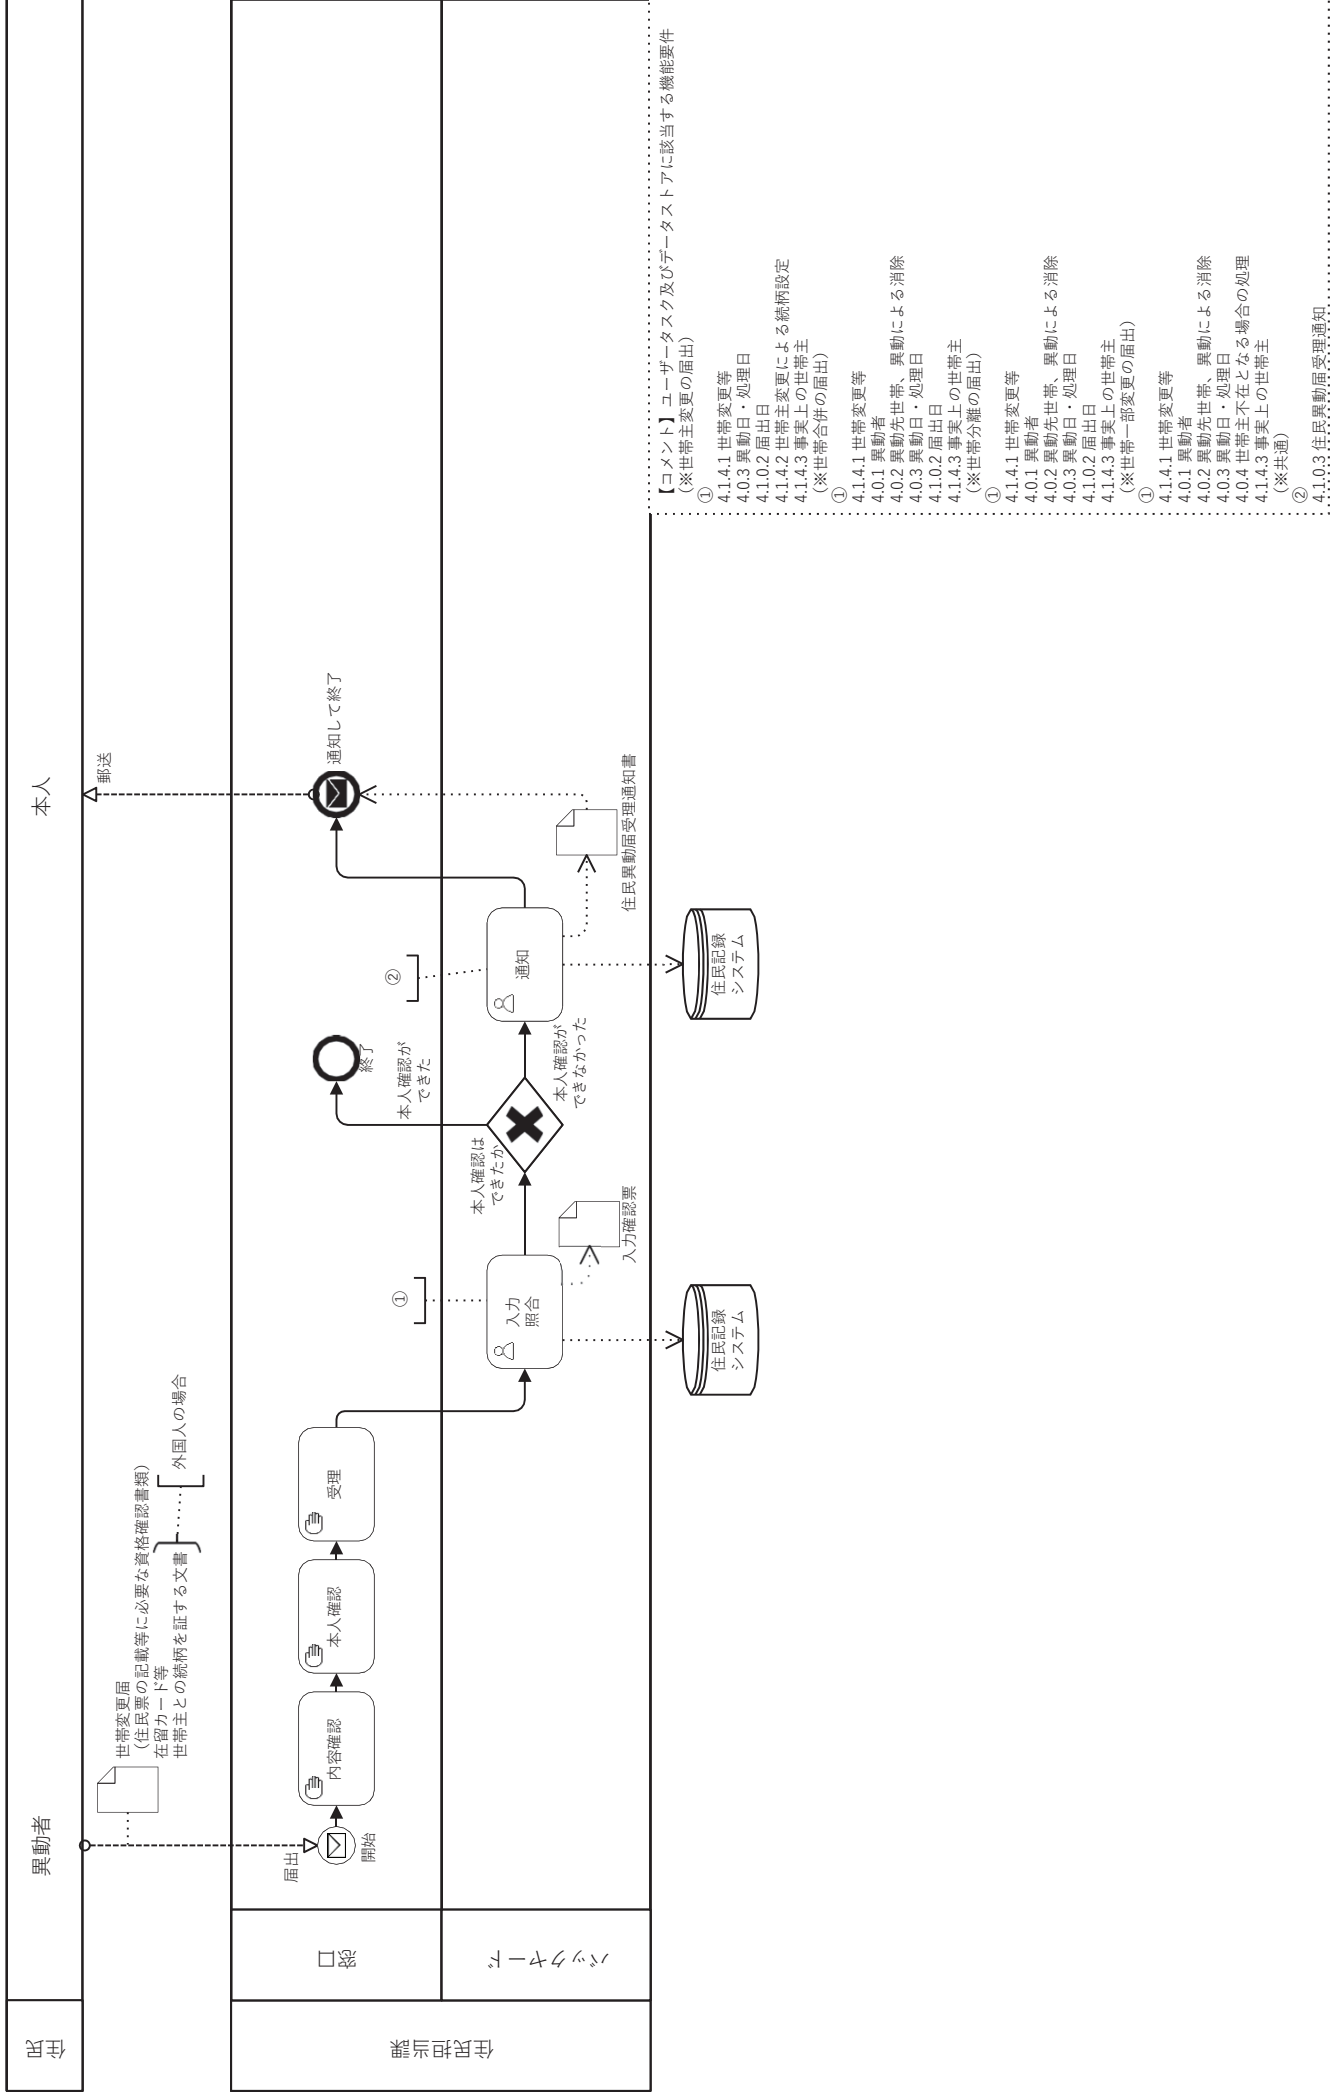 住民
異動者
本人
世帯変更届
(住民票の記載等に必要な資格確認書類)
在留カード等
世帯主との続柄を証する文書
外国人の場合
郵送
住民担当課
窓口
届出
開始
内容確認
本人確認
受理
終了
通知して終了
本人確認が
できた
バックヤード
①
入力
照合
入力確認票
本人確認は
できたか
本人確認が
できなかった
②
通知
住民異動届受理通知書
住民記録
システム
住民記録
システム
【コメント】ユーザータスク及びデータストアに該当する機能要件
(※世帯主変更の届出)
①
4.1.4.1 世帯変更等
4.0.3 異動日・処理日
4.1.0.2 届出日
4.1.4.2 世帯主変更による続柄設定
4.1.4.3 事実上の世帯主
(※世帯合併の届出)
①
4.1.4.1 世帯変更等
4.0.1 異動者
4.0.2 異動先世帯、異動による消除
4.0.3 異動日・処理日
4.1.0.2 届出日
4.1.4.3 事実上の世帯主
(※世帯分離の届出)
①
4.1.4.1 世帯変更等
4.0.1 異動者
4.0.2 異動先世帯、異動による消除
4.0.3 異動日・処理日
4.1.0.2 届出日
4.1.4.3 事実上の世帯主
(※世帯一部変更の届出)
①
4.1.4.1 世帯変更等
4.0.1 異動者
4.0.2 異動先世帯、異動による消除
4.0.3 異動日・処理日
4.0.4 世帯主不在となる場合の処理
4.1.4.3 事実上の世帯主
(※共通)
②
4.1.0.3 住民異動届受理通知